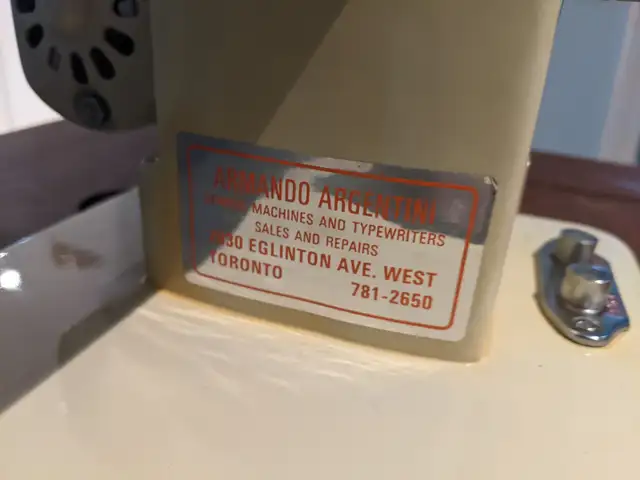 ARMANDO ARGENTINI
MACHINES AND TYPEWRITERS
SALES AND REPAIRS
EGLINTON AVE. WEST
TORONTO 781-2650